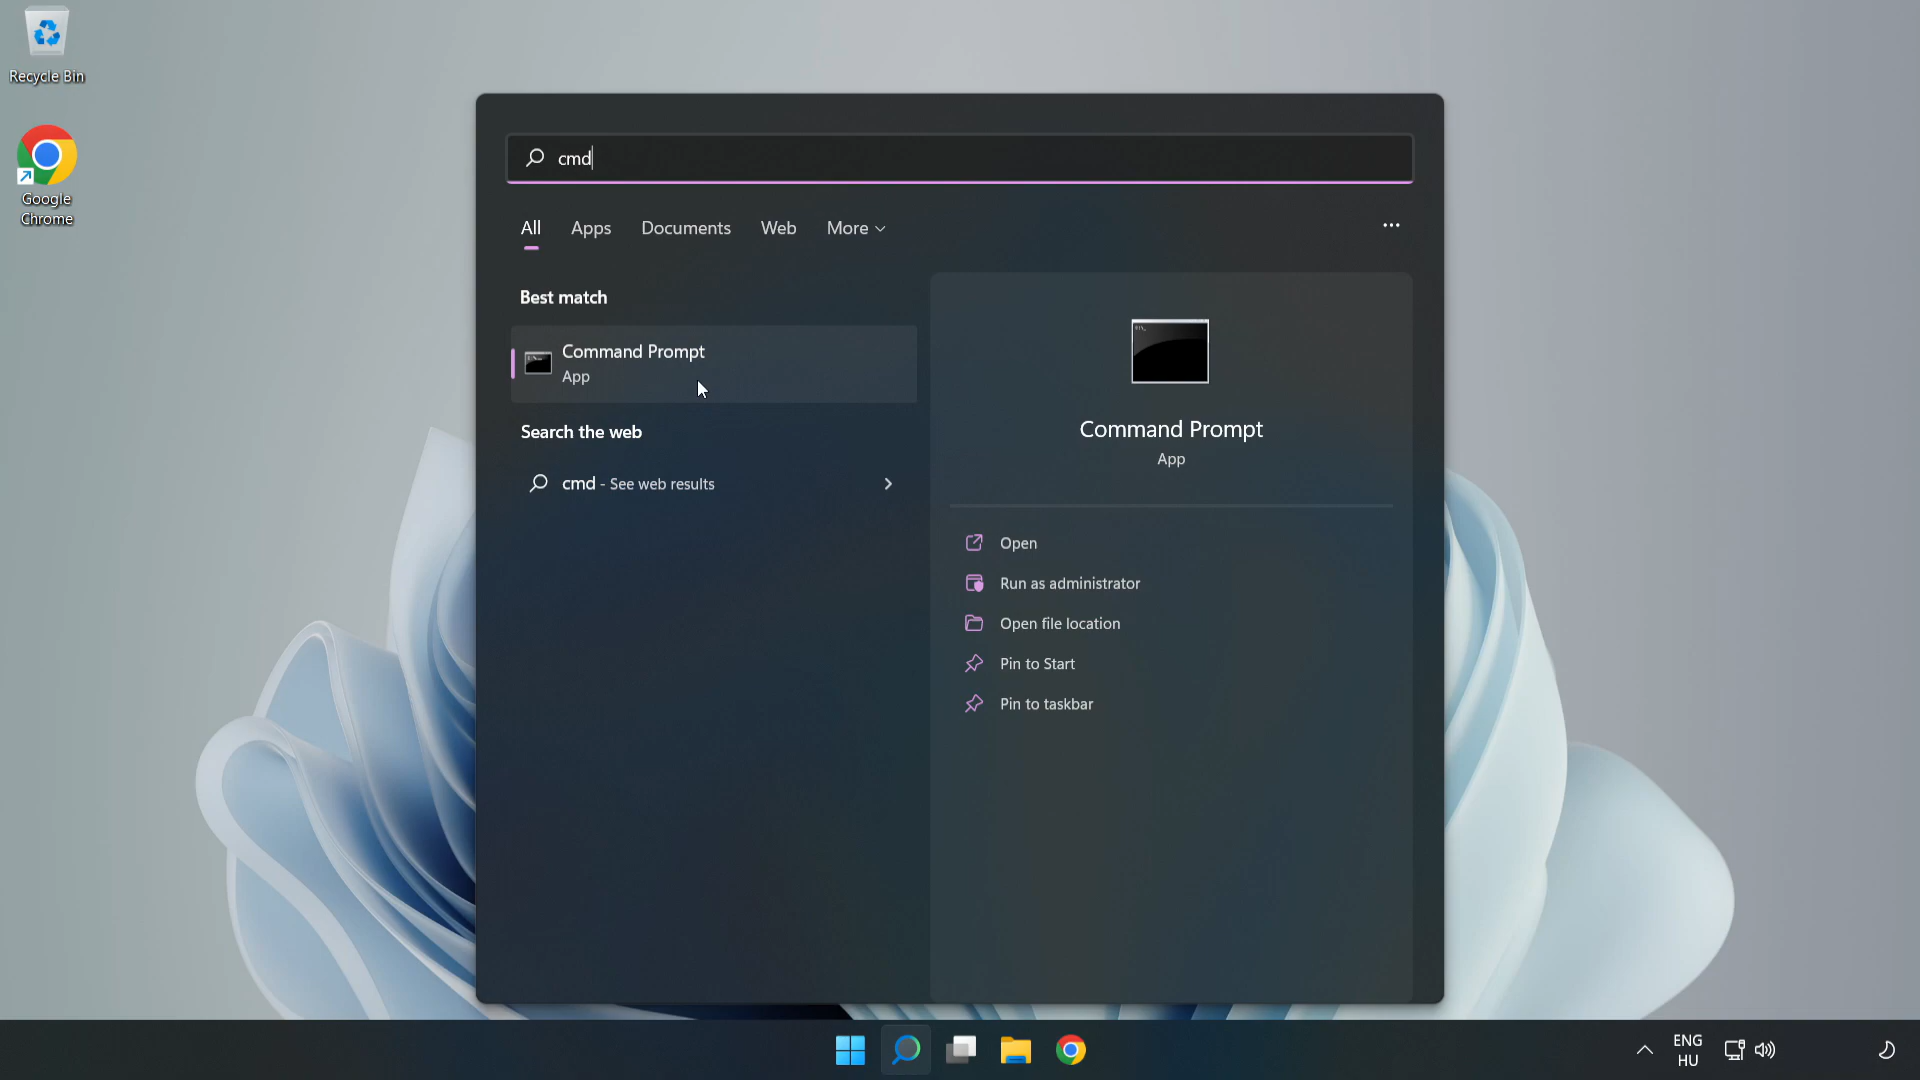 Recycle Bin
Google
Chrome
cmd
All
Apps
Documents
Web
More
Best match
Command Prompt
App
Search the web
cmd - See web results
Command Prompt
App
Open
Run as administrator
Open file location
Pin to Start
Pin to taskbar
ENG
HU